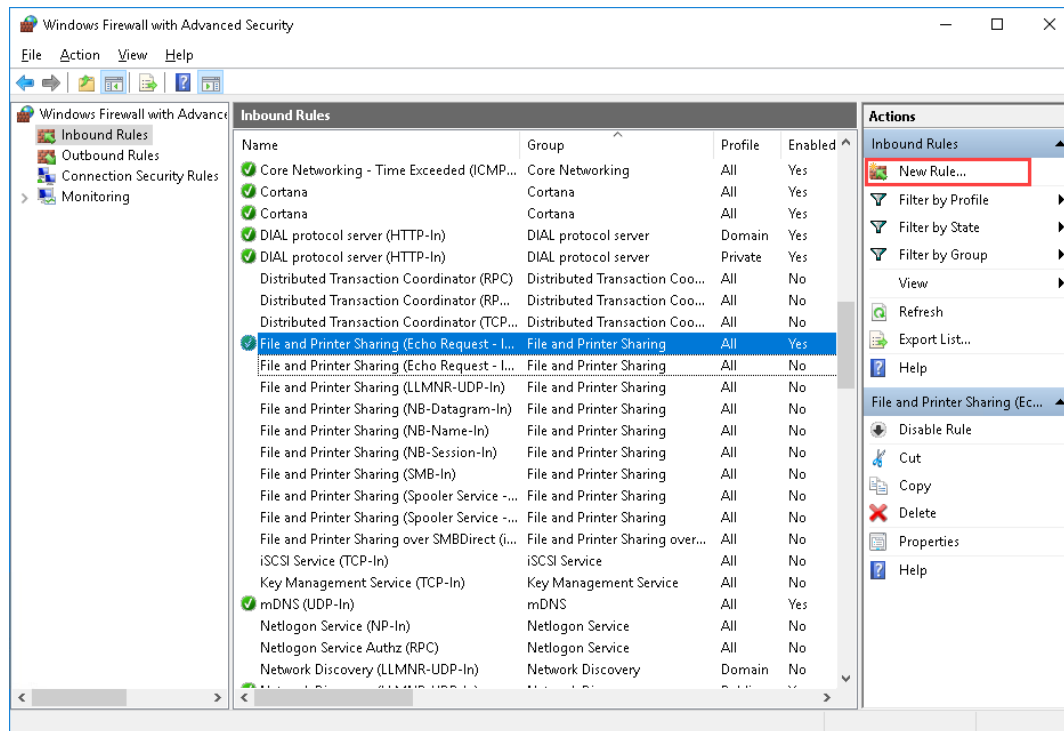 Windows Firewall with Advanced Security
File Action View Help
Windows Firewall with Advance
Inbound Rules
Outbound Rules
Connection Security Rules
Monitoring
Inbound Rules
Name Group Profile Enabled
Core Networking - Time Exceeded (ICMP... Core Networking All Yes
Cortana Cortana All Yes
Cortana Cortana All Yes
DIAL protocol server (HTTP-In) DIAL protocol server Domain Yes
DIAL protocol server (HTTP-In) DIAL protocol server Private Yes
Distributed Transaction Coordinator (RPC) Distributed Transaction Coo... All No
Distributed Transaction Coordinator (RP... Distributed Transaction Coo... All No
Distributed Transaction Coordinator (TCP... Distributed Transaction Coo... All No
File and Printer Sharing (Echo Request - I... File and Printer Sharing All Yes
File and Printer Sharing (Echo Request - I... File and Printer Sharing All No
File and Printer Sharing (LLMNR-UDP-In) File and Printer Sharing All No
File and Printer Sharing (NB-Datagram-In) File and Printer Sharing All No
File and Printer Sharing (NB-Name-In) File and Printer Sharing All No
File and Printer Sharing (NB-Session-In) File and Printer Sharing All No
File and Printer Sharing (SMB-In) File and Printer Sharing All No
File and Printer Sharing (Spooler Service -... File and Printer Sharing All No
File and Printer Sharing (Spooler Service -... File and Printer Sharing All No
File and Printer Sharing over SMBDirect (i... File and Printer Sharing over... All No
iSCSI Service (TCP-In) iSCSI Service All No
Key Management Service (TCP-In) Key Management Service All No
mDNS (UDP-In) mDNS All Yes
Netlogon Service (NP-In) Netlogon Service All No
Netlogon Service Authz (RPC) Netlogon Service All No
Network Discovery (LLMNR-UDP-In) Network Discovery Domain No
Actions
Inbound Rules
New Rule...
Filter by Profile
Filter by State
Filter by Group
View
Refresh
Export List...
Help
File and Printer Sharing (Ec...
Disable Rule
Cut
Copy
Delete
Properties
Help